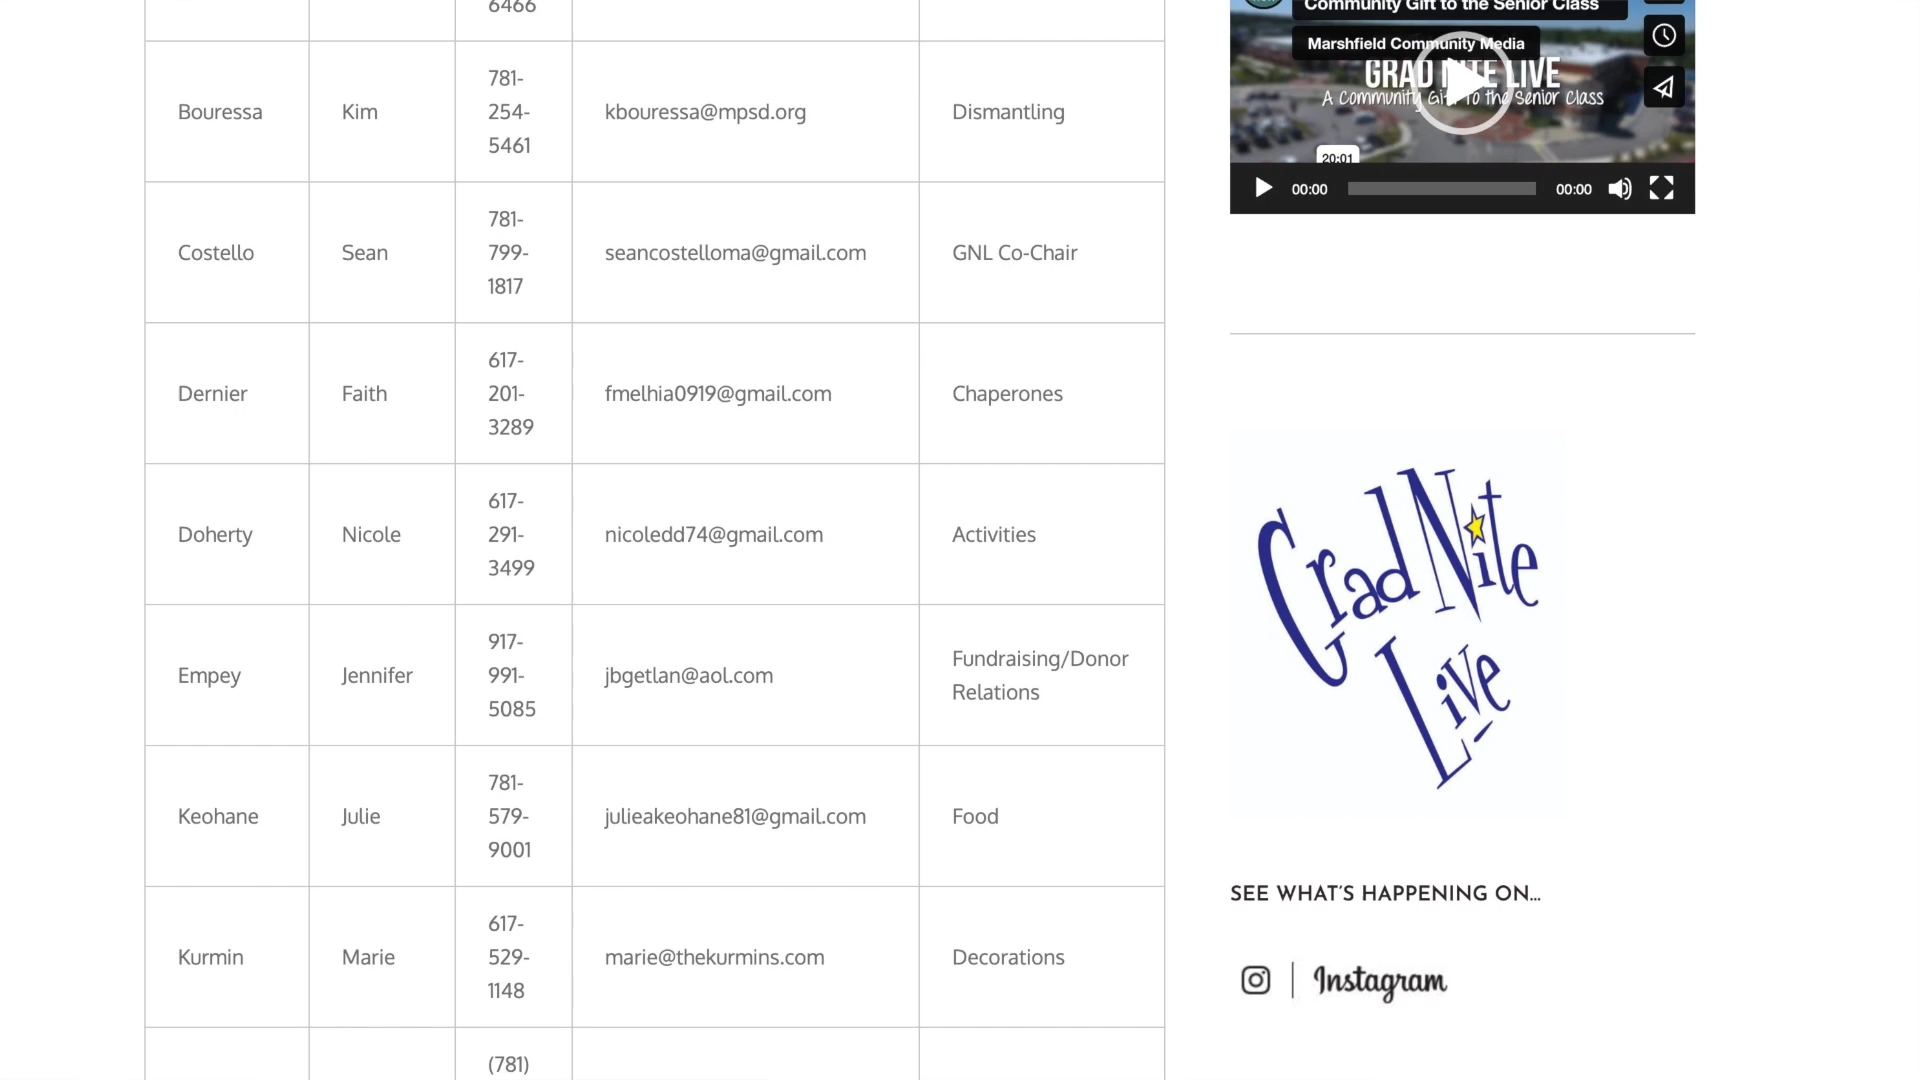 6466
781-
Bouressa Kim 254- kbouressa@mpsd.org Dismantling
5461
781-
Costello Sean 799- seancostelloma@gmail.com GNL Co-Chair
1817
617-
Dernier Faith 201- fmelhia0919@gmail.com Chaperones
3289
617-
Doherty Nicole 291- nicoledd74@gmail.com Activities
3499
917-
Fundraising/Donor
Empey Jennifer 991- jbgetlan@aol.com
Relations
5085
781-
Keohane Julie 579- julieakeohane81@gmail.com Food
9001
617-
Kurmin Marie 529- marie@thekurmins.com Decorations
1148
(781)
Community Gift to the Senior Class
Marshfield Community Media
GRAD NITE LIVE
A Community Gift to the Senior Class
20:01
00:00 00:00
Grad Nite
Live
SEE WHAT'S HAPPENING ON...
Instagram